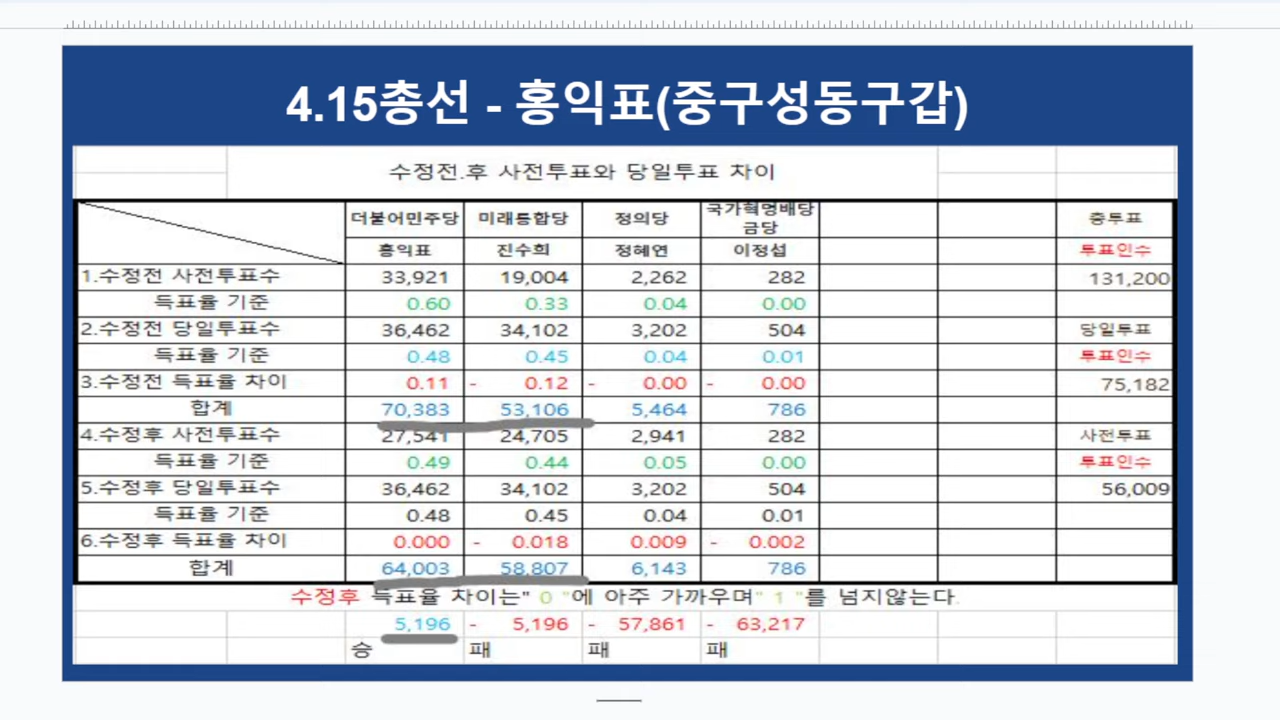 4.15총선 - 홍익표(중구성동구갑)
수정전.후 사전투표와 당일투표 차이
더불어민주당 미래통합당 정의당 국가혁명배당금당 총투표
홍익표 진수희 정혜연 이정섭 투표인수
1.수정전 사전투표수 33,921 19,004 2,262 282 131,200
득표율 기준 0.60 0.33 0.04 0.00
2.수정전 당일투표수 36,462 34,102 3,202 504 당일투표
득표율 기준 0.48 0.45 0.04 0.01 투표인수
3.수정전 득표율 차이 0.11 - 0.12 - 0.00 - 0.00 75,182
합계 70,383 53,106 5,464 786
4.수정후 사전투표수 27,541 24,705 2,941 282 사전투표
득표율 기준 0.49 0.44 0.05 0.00 투표인수
5.수정후 당일투표수 36,462 34,102 3,202 504 56,009
득표율 기준 0.48 0.45 0.04 0.01
6.수정후 득표율 차이 0.000 - 0.018 0.009 - 0.002
합계 64,003 58,807 6,143 786
수정후 득표율 차이는" 0 "에 아주 가까우며" 1 "를 넘지않는다.
5,196 - 5,196 - 57,861 - 63,217
승 패 패 패